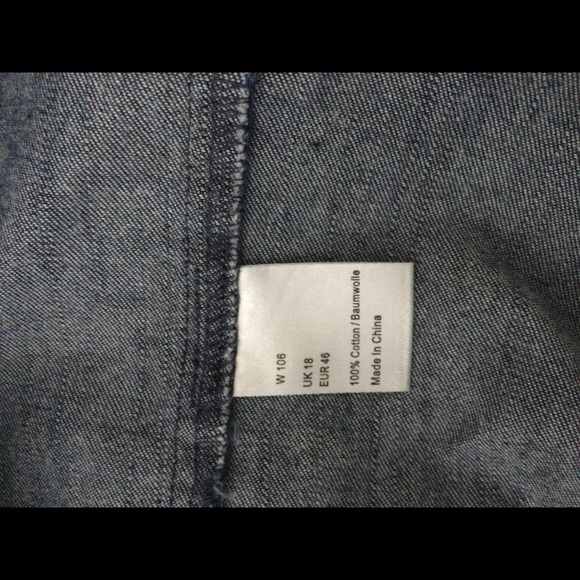 W 106
UK 18
EUR 46
100% Cotton / Baumwolle
Made In China